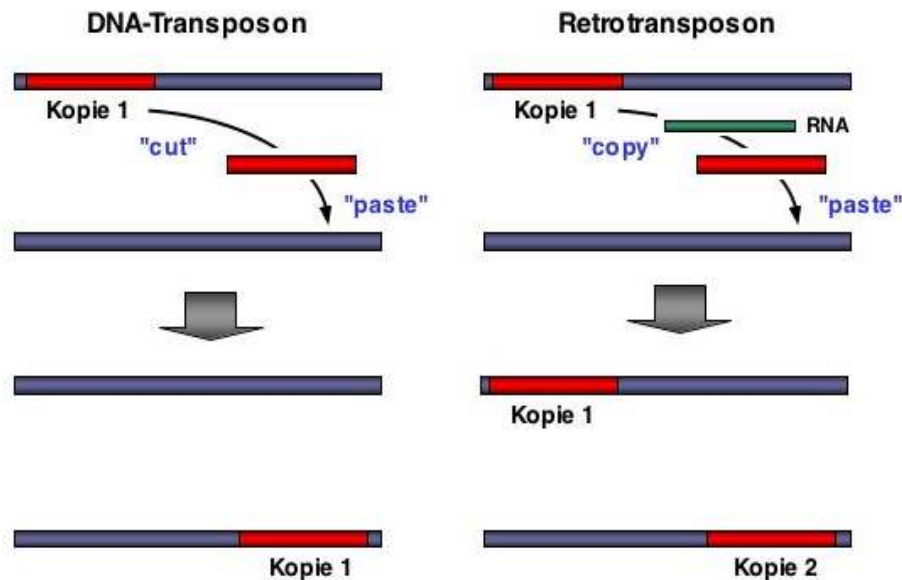 DNA-Transposon
Kopie 1
"cut"
"paste"
Kopie 1
Retrotransposon
Kopie 1
RNA
"copy"
"paste"
Kopie 1
Kopie 2